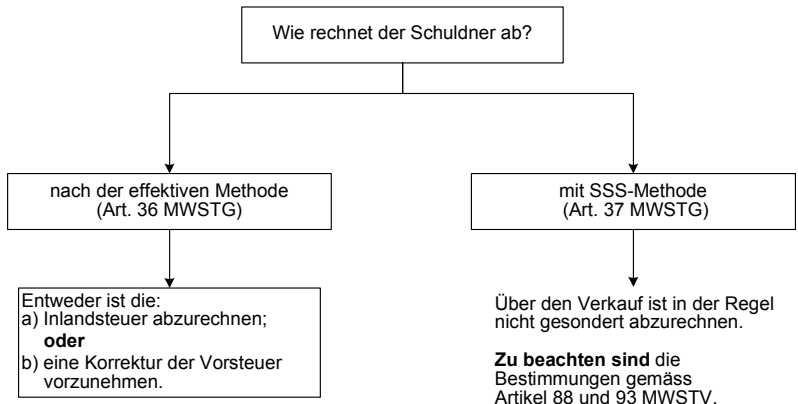 Wie rechnet der Schuldner ab?
nach der effektiven Methode
(Art. 36 MWSTG)
mit SSS-Methode
(Art. 37 MWSTG)
Entweder ist die:
a) Inlandsteuer abzurechnen;
oder
b) eine Korrektur der Vorsteuer
vorzunehmen.
Über den Verkauf ist in der Regel
nicht gesondert abzurechnen.
Zu beachten sind die
Bestimmungen gemäss
Artikel 88 und 93 MWSTV.